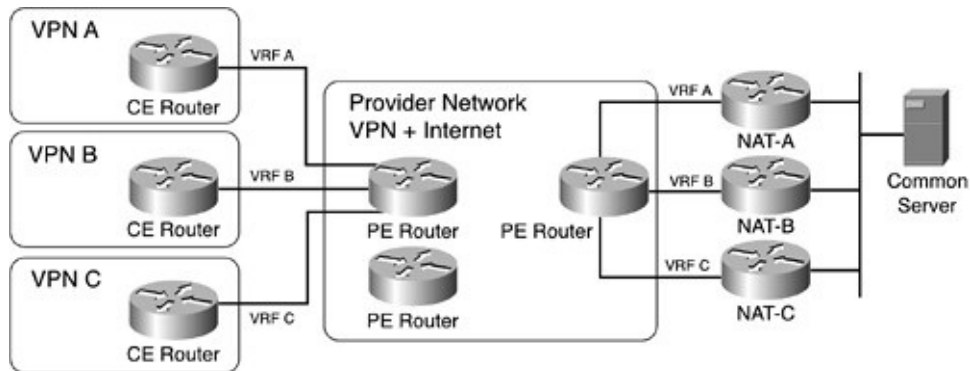 VPN A
CE Router
VRF A
VPN B
CE Router
VRF B
VPN C
CE Router
VRF C
Provider Network
VPN + Internet
PE Router
PE Router
PE Router
VRF A
NAT-A
VRF B
NAT-B
VRF C
NAT-C
Common
Server